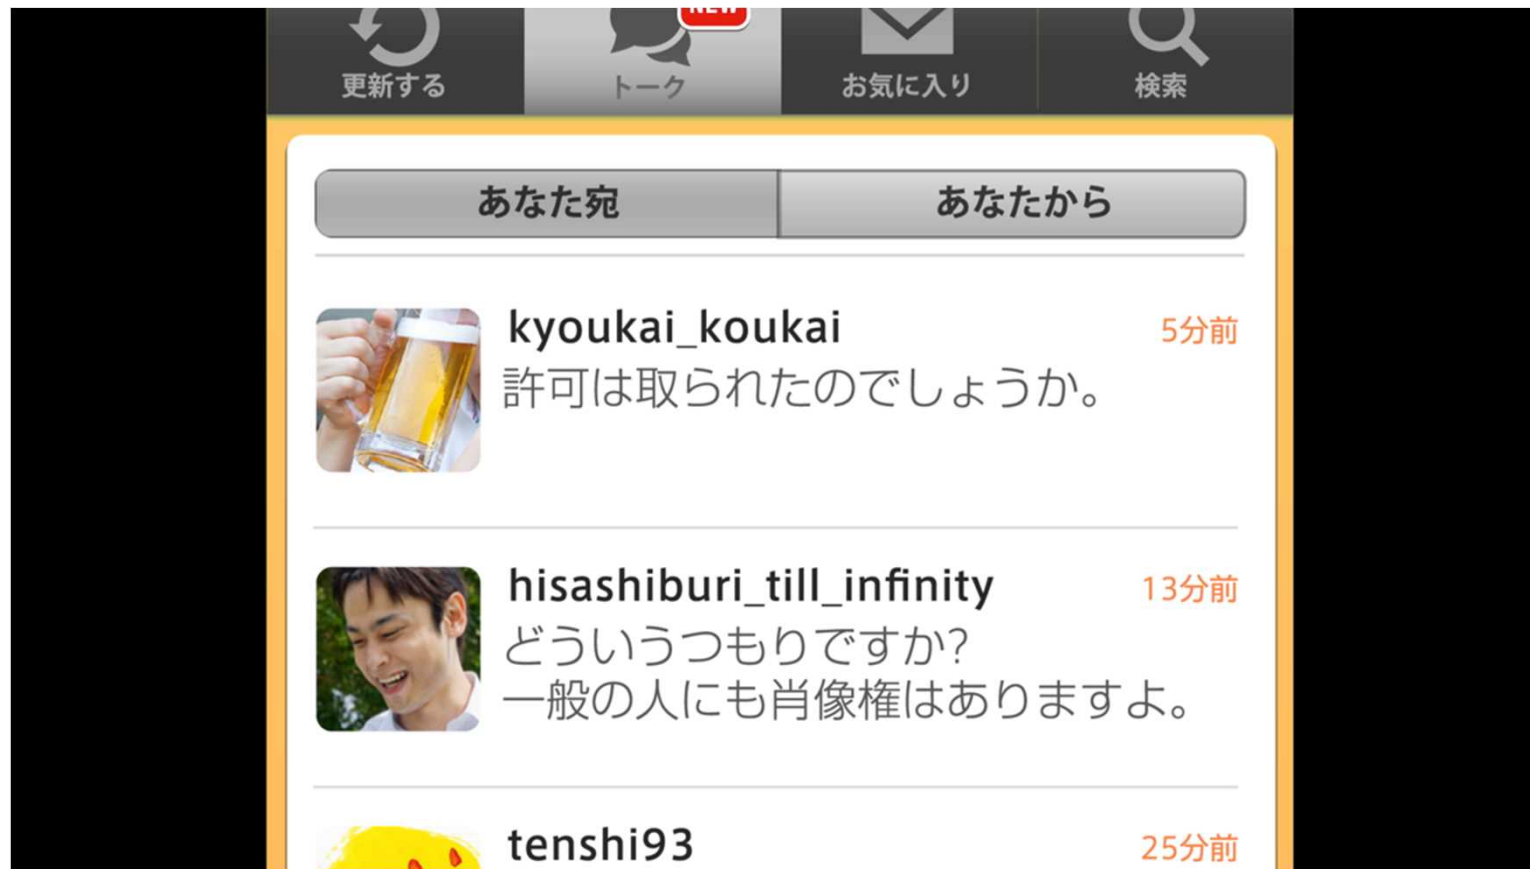 NEW
更新する
トーク
お気に入り
検索
あなた宛
あなたから
kyoukai_koukai
5分前
許可は取られたのでしょうか。
hisashiburi_till_infinity
13分前
どういうつもりですか?
一般の人にも肖像権はありますよ。
tenshi93
25分前